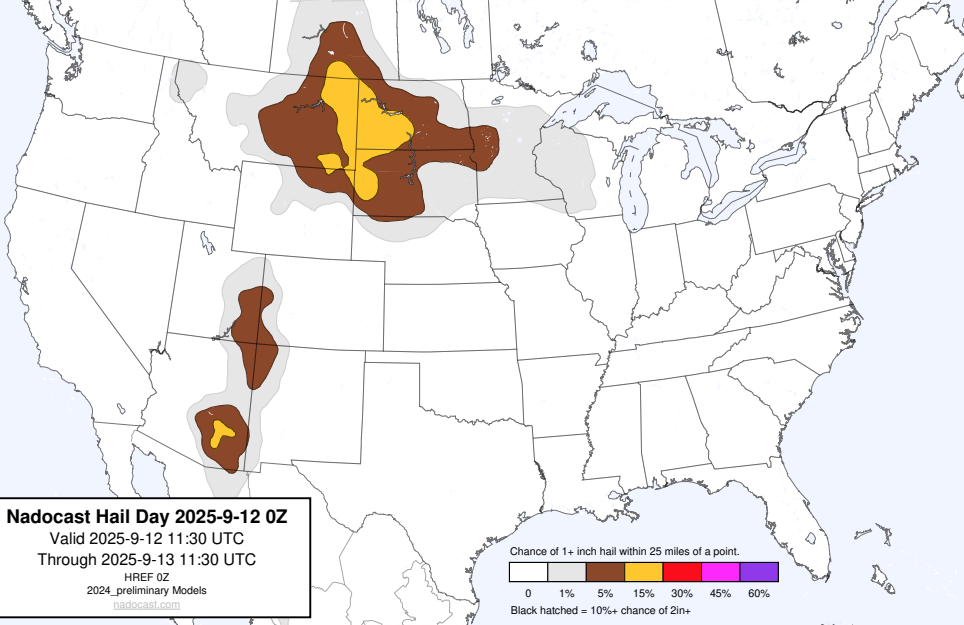 Nadocast Hail Day 2025-9-12 0Z
Valid 2025-9-12 11:30 UTC
Through 2025-9-13 11:30 UTC
HREF 0Z
2024_preliminary Models
nadocast.com
Chance of 1+ inch hail within 25 miles of a point.
0 1% 5% 15% 30% 45% 60%
Black hatched = 10%+ chance of 2in+